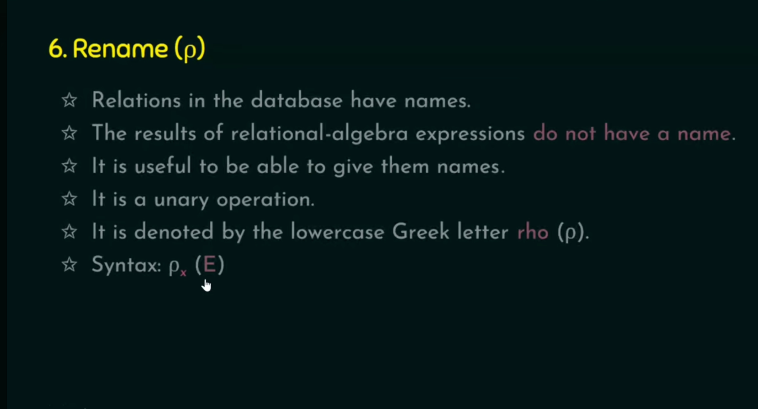 6. Rename (ρ)
☆ Relations in the database have names.
☆ The results of relational-algebra expressions do not have a name.
☆ It is useful to be able to give them names.
☆ It is a unary operation.
☆ It is denoted by the lowercase Greek letter rho (ρ).
☆ Syntax: ρₓ (E)